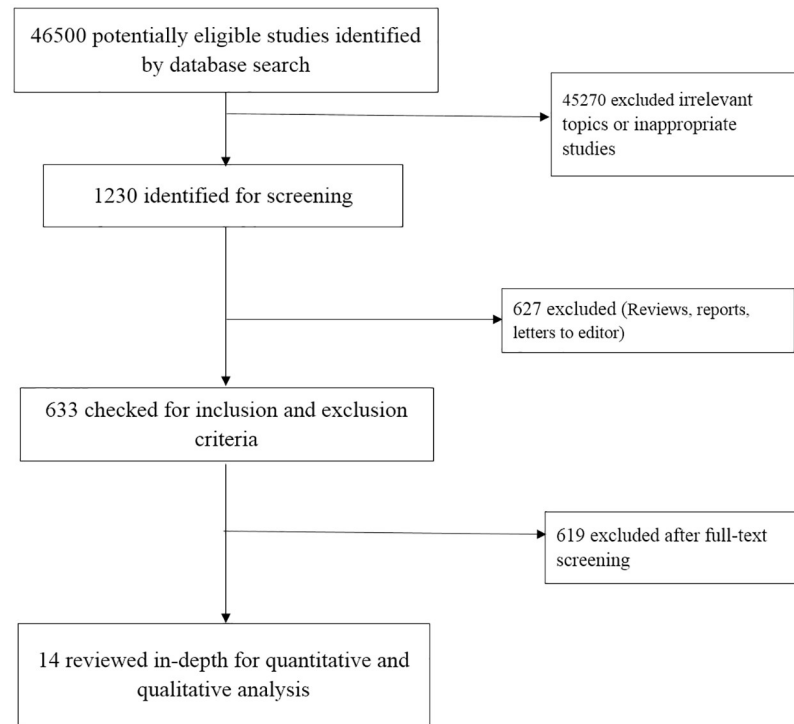 46500 potentially eligible studies identified
by database search
45270 excluded irrelevant
topics or inappropriate
studies
1230 identified for screening
627 excluded (Reviews, reports,
letters to editor)
633 checked for inclusion and exclusion
criteria
619 excluded after full-text
screening
14 reviewed in-depth for quantitative and
qualitative analysis